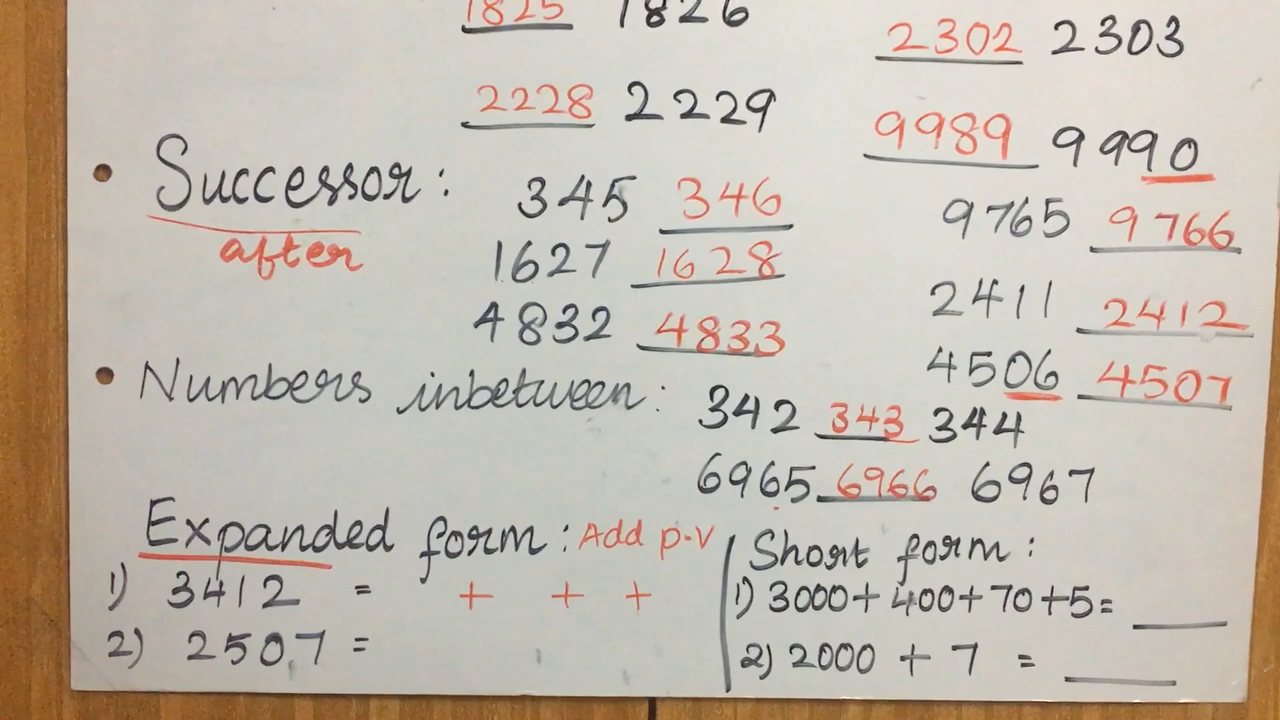 1825 1826
2302 2303
2228 2229
9989 9990
• Successor : 345 346
after
1627 1628
4832 4833
9765 9766
2411 2412
4506 4507
• Numbers inbetween : 342 343 344
6965 6966 6967
Expanded form : Add p.v
1) 3412 = + + +
2) 2507 =
Short form :
1) 3000 + 400 + 70 + 5 = ____
2) 2000 + 7 = ____